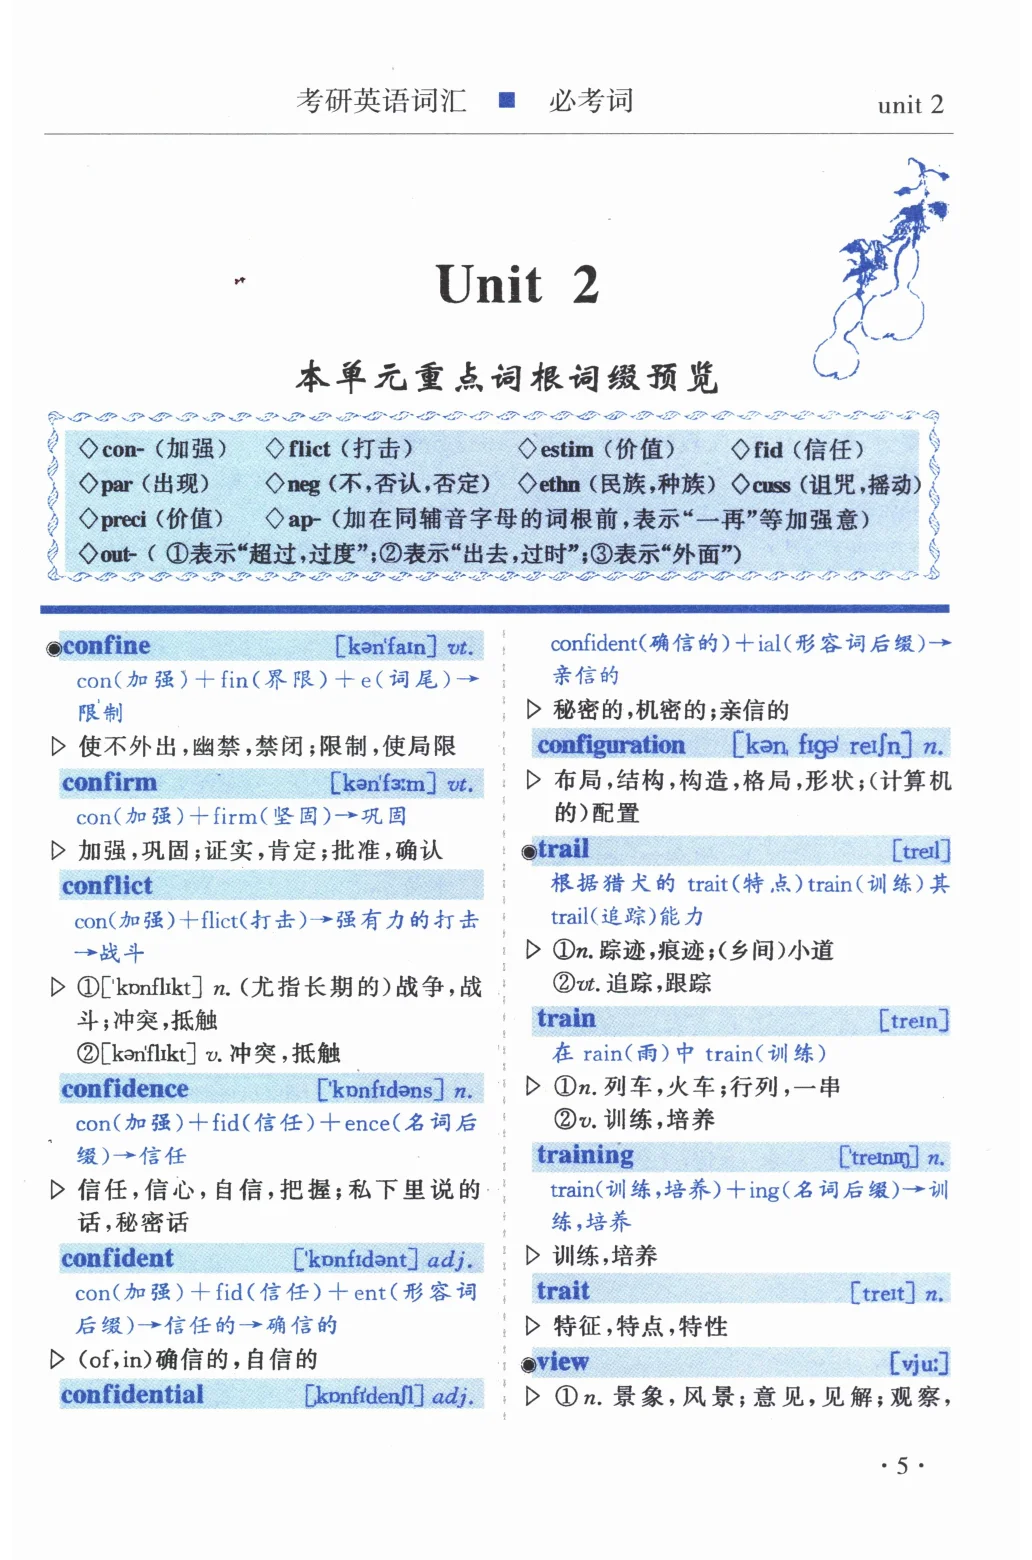 考研英语词汇 ■ 必考词 unit 2
Unit 2
本单元重点词根词缀预览
◇con-（加强） ◇flict（打击） ◇estim（价值） ◇fid（信任）
◇par（出现） ◇neg（不,否认,否定） ◇ethn（民族,种族） ◇cuss（诅咒,摇动）
◇preci（价值） ◇ap-（加在同辅音字母的词根前,表示“一再”等加强意）
◇out-（ ①表示“超过,过度”;②表示“出去,过时”;③表示“外面”）
◉confine [kən'faɪn] vt.
con(加强)＋fin(界限)＋e(词尾)→
限制
▷ 使不外出,幽禁,禁闭;限制,使局限
confirm [kən'fɜːm] vt.
con(加强)＋firm(坚固)→巩固
▷ 加强,巩固;证实,肯定;批准,确认
conflict
con(加强)＋flict(打击)→强有力的打击
→战斗
▷ ①['kɒnflɪkt] n. (尤指长期的)战争,战
斗;冲突,抵触
②[kən'flɪkt] v. 冲突,抵触
confidence ['kɒnfɪdəns] n.
con(加强)＋fid(信任)＋ence(名词后
缀)→信任
▷ 信任,信心,自信,把握;私下里说的
话,秘密话
confident ['kɒnfɪdənt] adj.
con(加强)＋fid(信任)＋ent(形容词
后缀)→信任的→确信的
▷ (of,in)确信的,自信的
confidential [ˌkɒnfɪ'denʃl] adj.
confident(确信的)＋ial(形容词后缀)→
亲信的
▷ 秘密的,机密的;亲信的
configuration [kənˌfɪgə'reɪʃn] n.
▷ 布局,结构,构造,格局,形状;(计算机
的)配置
◉trail [treɪl]
根据猎犬的 trait(特点)train(训练)其
trail(追踪)能力
▷ ①n. 踪迹,痕迹;(乡间)小道
②vt. 追踪,跟踪
train [treɪn]
在 rain(雨)中 train(训练)
▷ ①n. 列车,火车;行列,一串
②v. 训练,培养
training ['treɪnɪŋ] n.
train(训练,培养)＋ing(名词后缀)→训
练,培养
▷ 训练,培养
trait [treɪt] n.
▷ 特征,特点,特性
◉view [vjuː]
▷ ①n. 景象,风景;意见,见解;观察,
· 5 ·